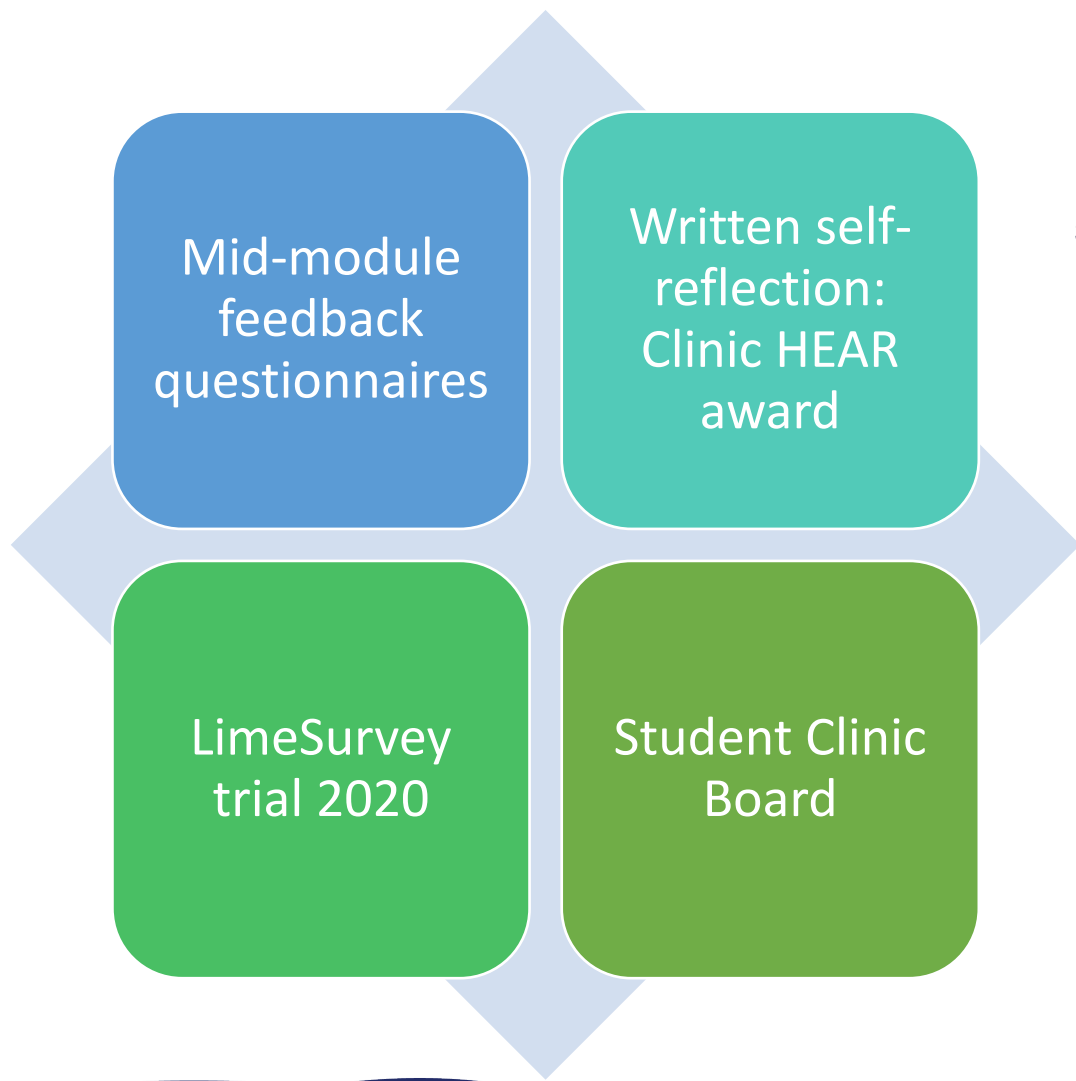 Mid-module
feedback
questionnaires
Written self-
reflection:
Clinic HEAR
award
LimeSurvey
trial 2020
Student Clinic
Board